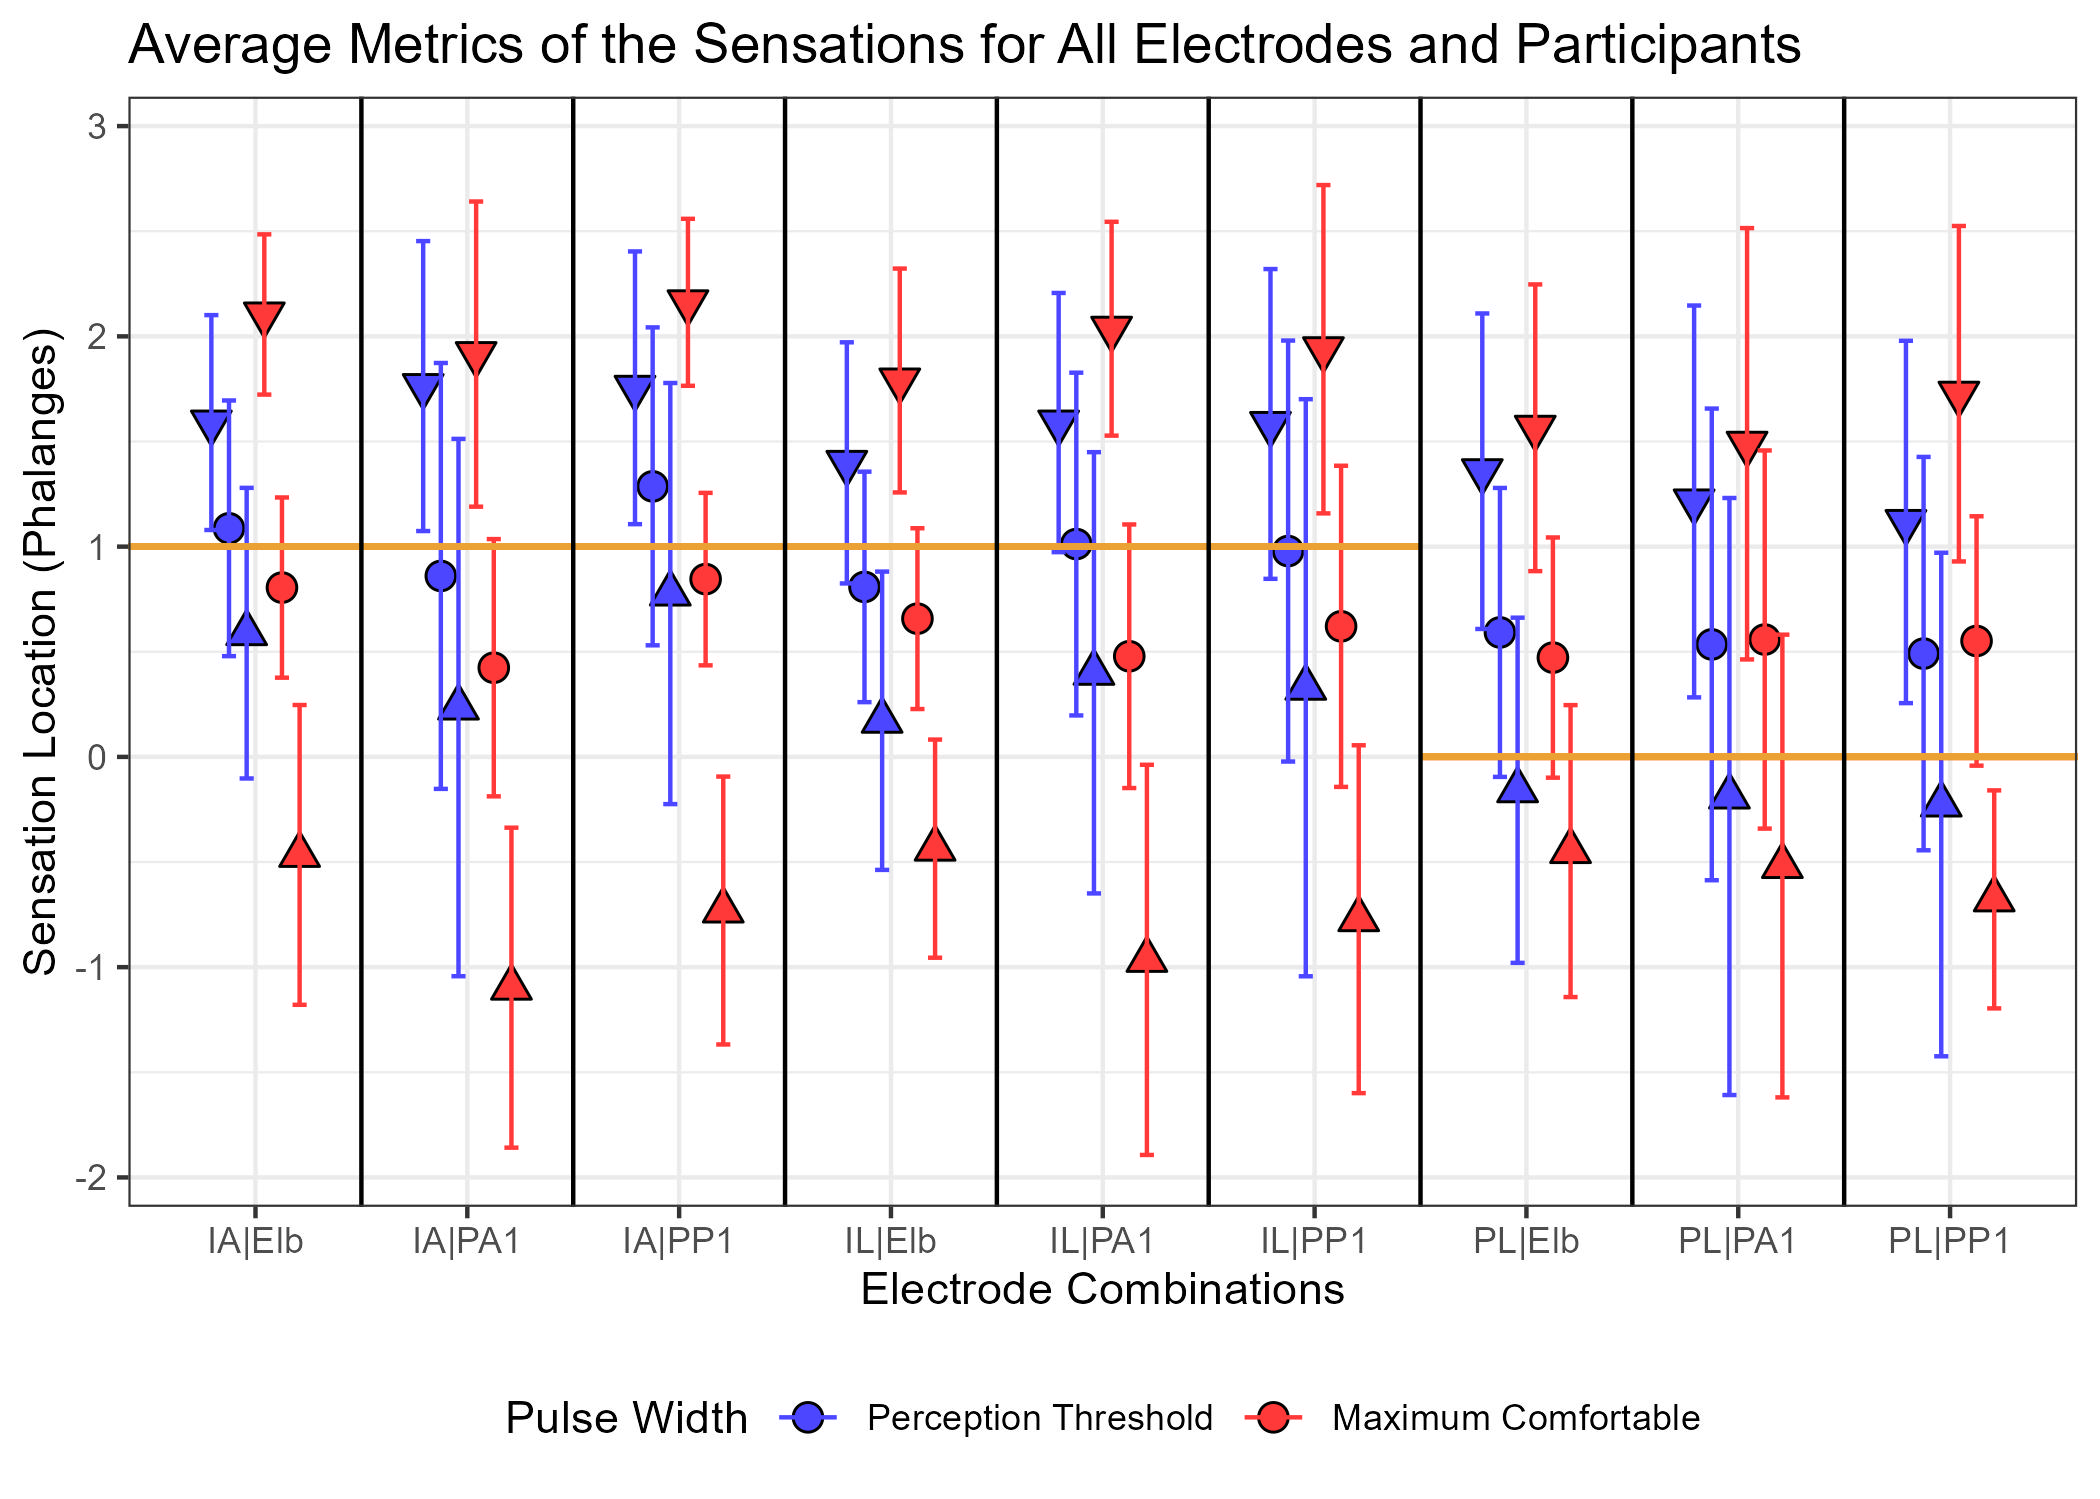 Average Metrics of the Sensations for All Electrodes and Participants
Sensation Location (Phalanges)
3
2
1
0
-1
-2
IA|Elb IA|PA1 IA|PP1 IL|Elb IL|PA1 IL|PP1 PL|Elb PL|PA1 PL|PP1
Electrode Combinations
Pulse Width Perception Threshold Maximum Comfortable